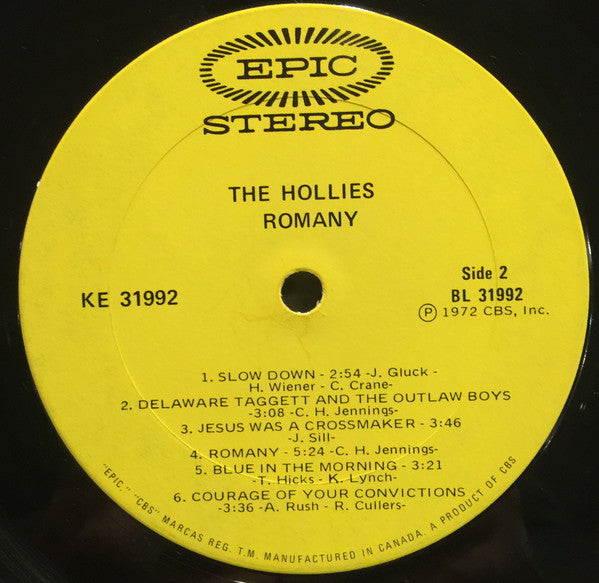 EPIC
STEREO
THE HOLLIES
ROMANY
KE 31992
Side 2
BL 31992
Ⓟ 1972 CBS, Inc.
1. SLOW DOWN - 2:54 -J. Gluck -
H. Wiener - C. Crane-
2. DELAWARE TAGGETT AND THE OUTLAW BOYS
-3:08 -C. H. Jennings-
3. JESUS WAS A CROSSMAKER - 3:46
-J. Sill-
4. ROMANY - 5:24 -C. H. Jennings-
5. BLUE IN THE MORNING - 3:21
-T. Hicks - K. Lynch-
6. COURAGE OF YOUR CONVICTIONS
-3:36 -A. Rush - R. Cullers-
"EPIC," "CBS" MARCAS REG. T.M. MANUFACTURED IN CANADA. A PRODUCT OF CBS